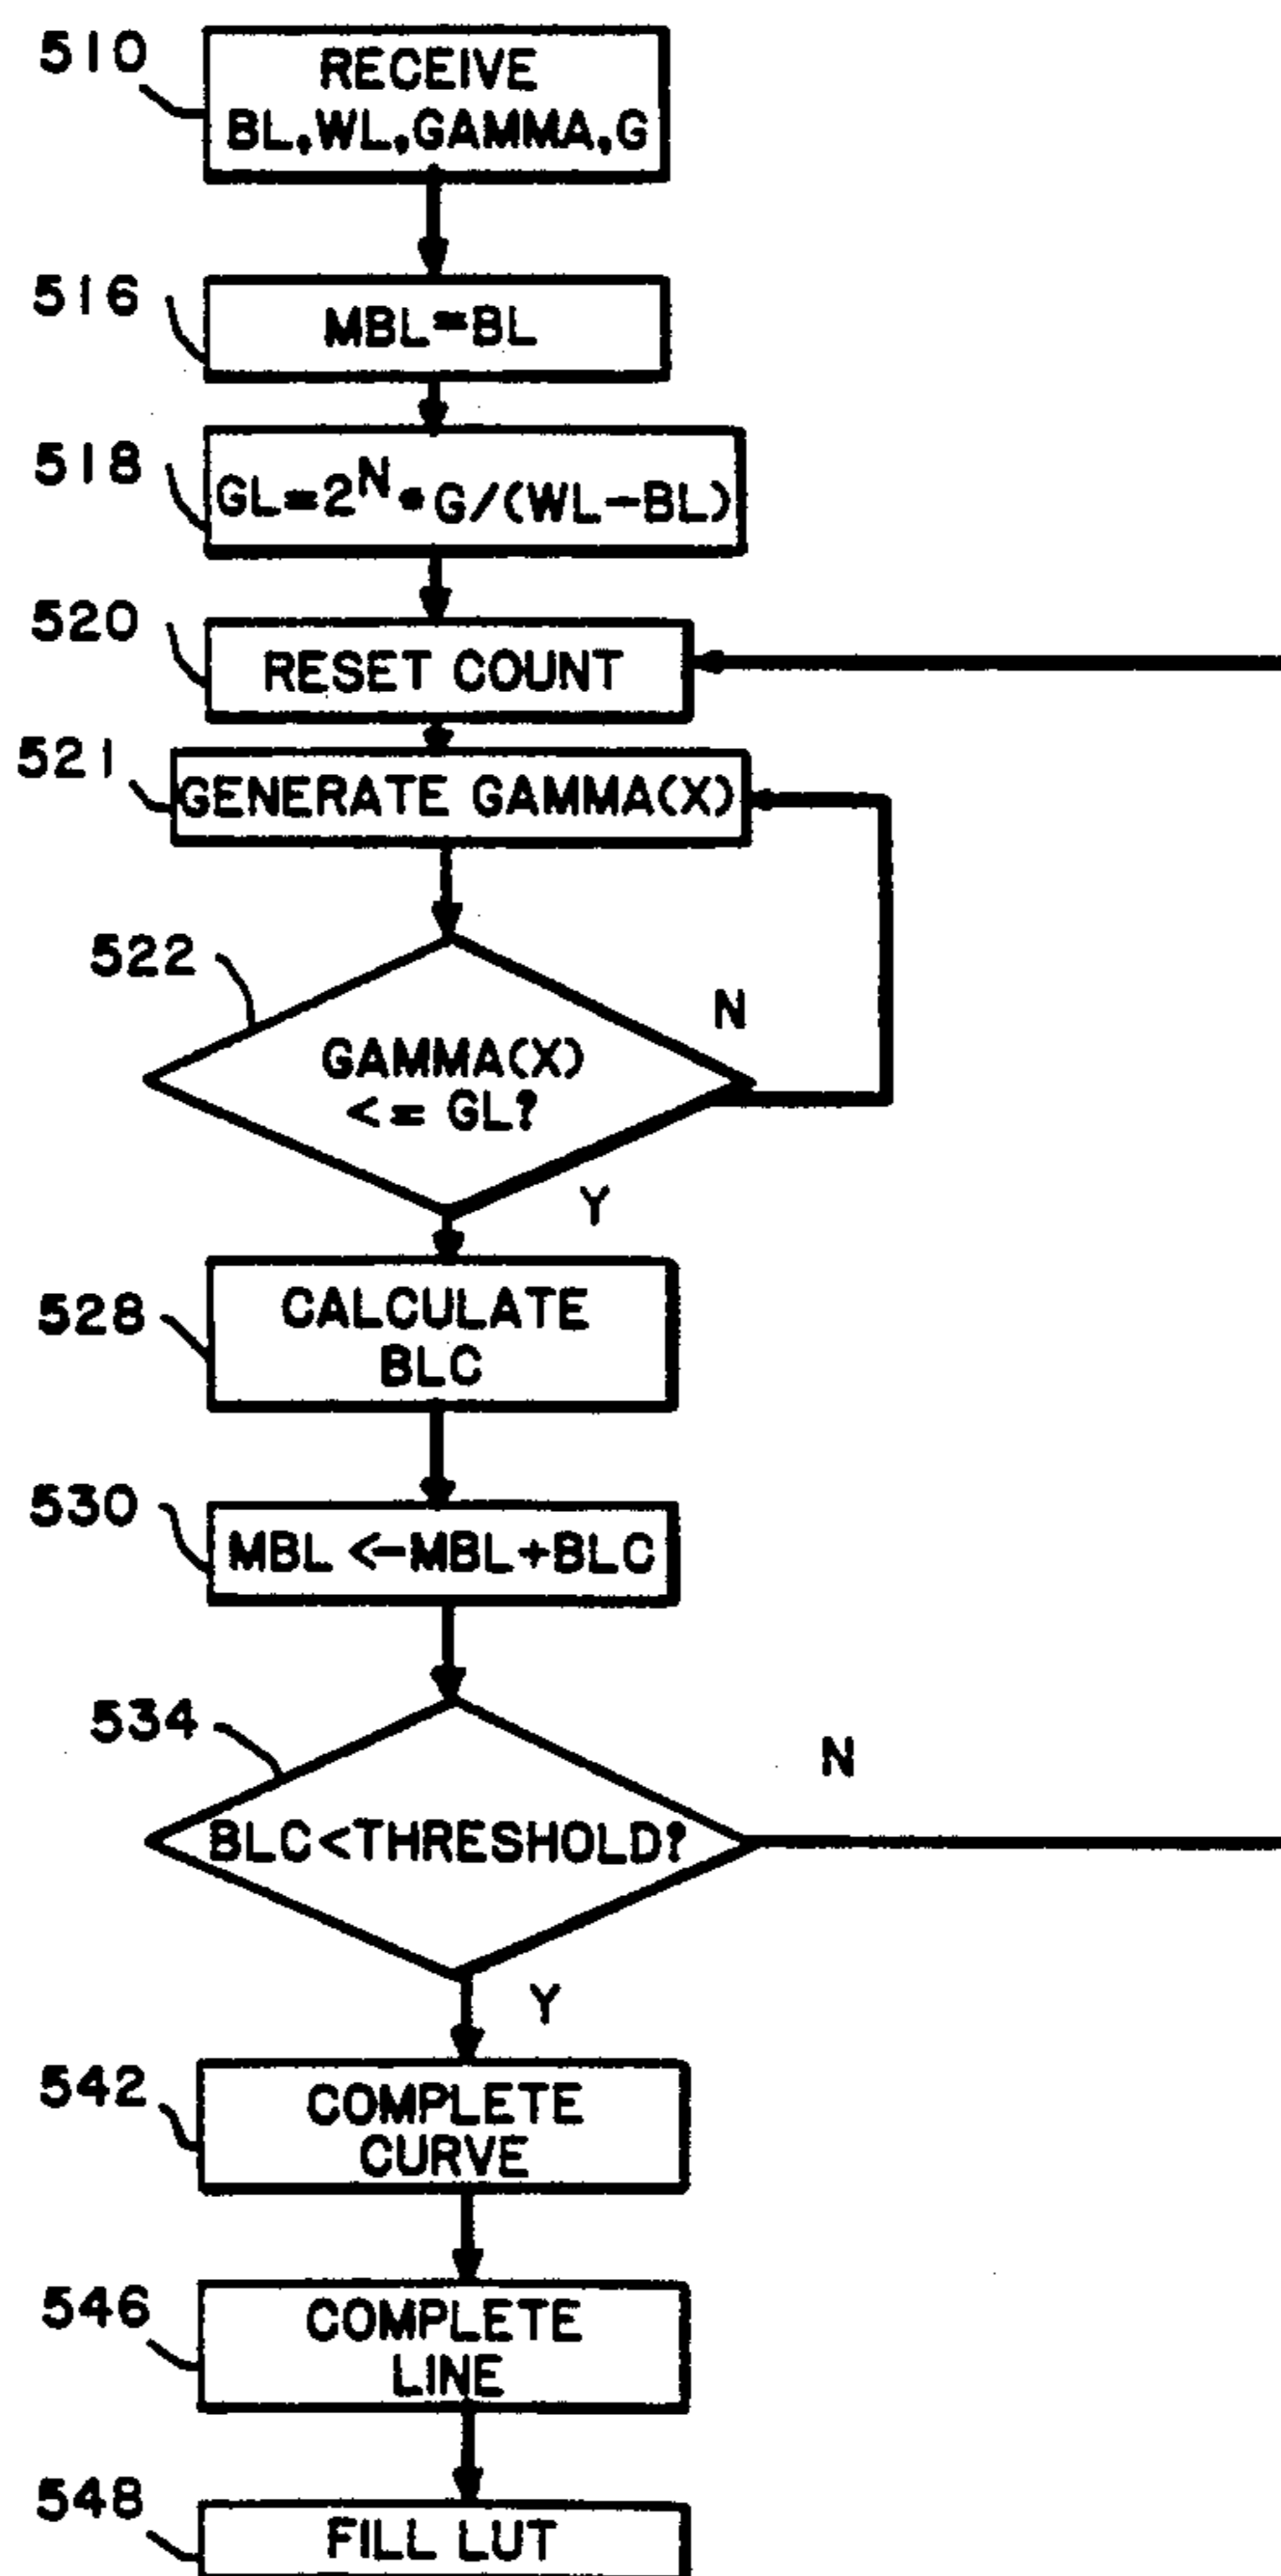 510
RECEIVE
BL,WL,GAMMA,G
516
MBL=BL
518
GL=2^N*G/(WL-BL)
520
RESET COUNT
521
GENERATE GAMMA(X)
522
GAMMA(X)
<= GL?
N
Y
528
CALCULATE
BLC
530
MBL <-MBL+BLC
534
BLC<THRESHOLD?
N
Y
542
COMPLETE
CURVE
546
COMPLETE
LINE
548
FILL LUT